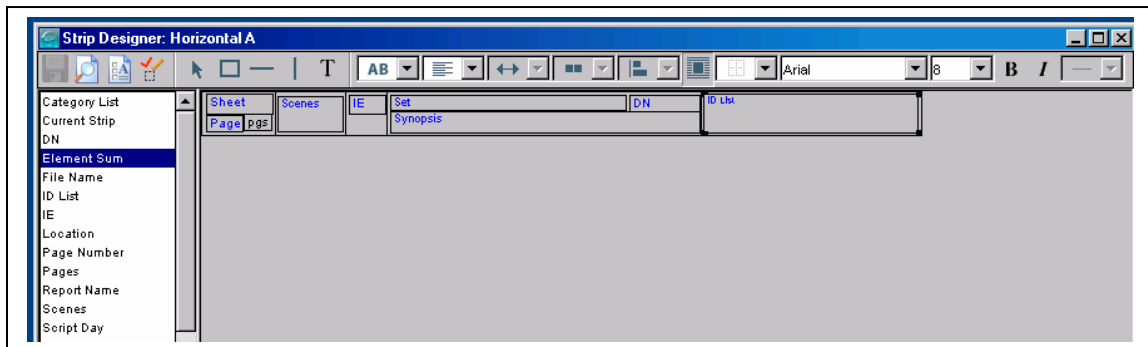 Strip Designer: Horizontal A
T AB Arial 8 B I
Category List
Current Strip
DN
Element Sum
File Name
ID List
IE
Location
Page Number
Pages
Report Name
Scenes
Script Day
Sheet Scenes IE Set DN ID List
Page pgs Synopsis